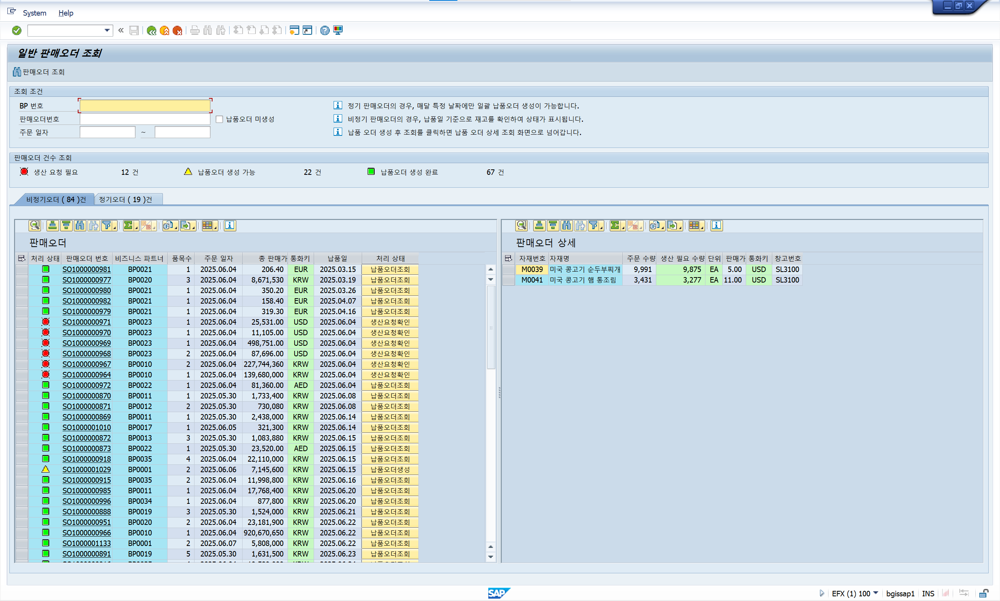 System Help
일반 판매오더 조회
판매오더 조회
조회 조건
BP 번호
정기 판매오더의 경우, 매달 특정 날짜에만 일괄 납품오더 생성이 가능합니다.
판매오더번호 납품오더 미생성
비정기 판매오더의 경우, 납품일 기준으로 재고를 확인하여 상태가 표시됩니다.
주문 일자 ~
납품 오더 생성 후 조회를 클릭하면 납품 오더 상세 조회 화면으로 넘어갑니다.
판매오더 건수 조회
생산 요청 필요 12 건 납품오더 생성 가능 22 건 납품오더 생성 완료 67 건
비정기오더 ( 84 )건 정기오더 ( 19 )건
판매오더
처리 상태 판매오더 번호 비즈니스 파트너 품목수 주문 일자 총 판매가 통화키 납품일 처리 상태
SO1000000981 BP0021 1 2025.06.04 206.40 EUR 2025.03.15 납품오더조회
SO1000000977 BP0020 3 2025.06.04 8,671,530 KRW 2025.03.19 납품오더조회
SO1000000980 BP0021 1 2025.06.04 350.20 EUR 2025.03.26 납품오더조회
SO1000000982 BP0021 1 2025.06.04 158.40 EUR 2025.04.07 납품오더조회
SO1000000979 BP0021 1 2025.06.04 319.30 EUR 2025.04.16 납품오더조회
SO1000000971 BP0023 1 2025.06.04 25,531.00 USD 2025.06.04 생산요청확인
SO1000000970 BP0023 1 2025.06.04 11,105.00 USD 2025.06.04 생산요청확인
SO1000000969 BP0023 1 2025.06.04 498,751.00 USD 2025.06.04 생산요청확인
SO1000000968 BP0023 2 2025.06.04 87,696.00 USD 2025.06.04 생산요청확인
SO1000000967 BP0010 2 2025.06.04 227,744,360 KRW 2025.06.04 생산요청확인
SO1000000964 BP0010 1 2025.06.04 139,680,000 KRW 2025.06.04 생산요청확인
SO1000000972 BP0022 1 2025.06.04 81,360.00 AED 2025.06.04 납품오더조회
SO1000000870 BP0011 1 2025.05.30 1,733,400 KRW 2025.06.08 납품오더조회
SO1000000871 BP0012 2 2025.05.30 730,080 KRW 2025.06.08 납품오더조회
SO1000000869 BP0011 1 2025.05.30 2,438,000 KRW 2025.06.14 납품오더조회
SO1000001010 BP0017 1 2025.06.05 321,300 KRW 2025.06.14 납품오더조회
SO1000000872 BP0013 3 2025.05.30 1,083,880 KRW 2025.06.15 납품오더조회
SO1000000873 BP0022 1 2025.05.30 23,520.00 AED 2025.06.15 납품오더조회
SO1000000918 BP0035 4 2025.06.04 22,110,000 KRW 2025.06.15 납품오더조회
SO1000001029 BP0001 2 2025.06.06 7,145,600 KRW 2025.06.15 납품오더생성
SO1000000915 BP0035 2 2025.06.04 11,998,800 KRW 2025.06.16 납품오더조회
SO1000000985 BP0011 1 2025.06.04 17,768,400 KRW 2025.06.20 납품오더조회
SO1000000996 BP0034 1 2025.06.04 877,800 KRW 2025.06.20 납품오더조회
SO1000000888 BP0019 3 2025.05.30 1,524,000 KRW 2025.06.21 납품오더조회
SO1000000951 BP0020 2 2025.06.04 23,181,900 KRW 2025.06.22 납품오더조회
SO1000000966 BP0010 1 2025.06.04 920,670,650 KRW 2025.06.22 납품오더조회
SO1000001133 BP0001 2 2025.06.07 5,808,000 KRW 2025.06.22 납품오더조회
SO1000000891 BP0019 5 2025.05.30 1,631,500 KRW 2025.06.23 납품오더조회
판매오더 상세
자재번호 자재명 주문 수량 생산 필요 수량 단위 판매가 통화키 창고번호
M0039 미국 콩고기 순두부찌개 9,991 9,875 EA 5.00 USD SL3100
M0041 미국 콩고기 햄 통조림 3,431 3,277 EA 11.00 USD SL3100
SAP
EFX (1) 100 bgissap1 INS